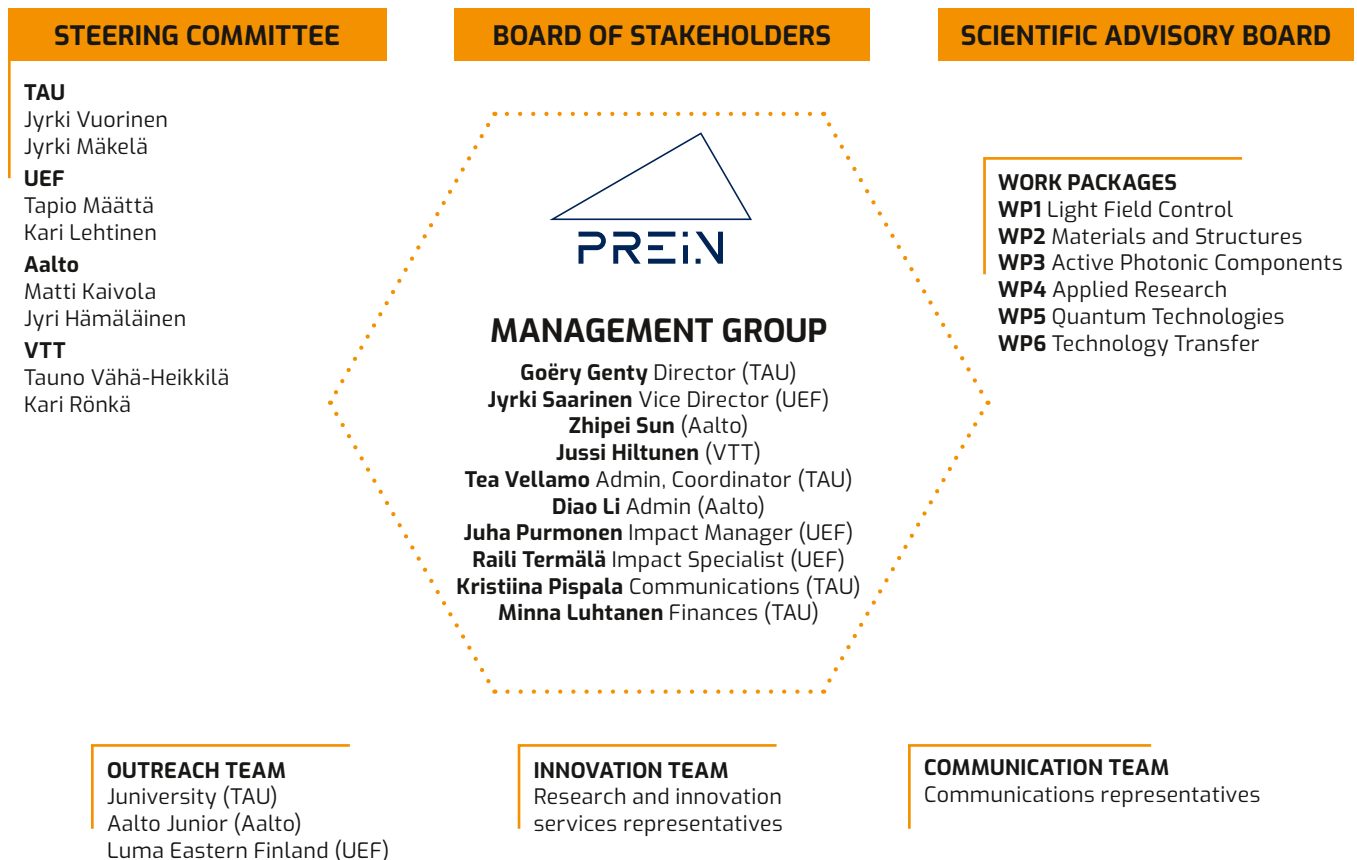 STEERING COMMITTEE
BOARD OF STAKEHOLDERS
SCIENTIFIC ADVISORY BOARD
TAU
Jyrki Vuorinen
Jyrki Mäkelä
UEF
Tapio Määttä
Kari Lehtinen
Aalto
Matti Kaivola
Jyri Hämäläinen
VTT
Tauno Vähä-Heikkilä
Kari Rönkä
PREIN
MANAGEMENT GROUP
Goëry Genty Director (TAU)
Jyrki Saarinen Vice Director (UEF)
Zhipei Sun (Aalto)
Jussi Hiltunen (VTT)
Tea Vellamo Admin, Coordinator (TAU)
Diao Li Admin (Aalto)
Juha Purmonen Impact Manager (UEF)
Raili Termälä Impact Specialist (UEF)
Kristiina Pispala Communications (TAU)
Minna Luhtanen Finances (TAU)
WORK PACKAGES
WP1 Light Field Control
WP2 Materials and Structures
WP3 Active Photonic Components
WP4 Applied Research
WP5 Quantum Technologies
WP6 Technology Transfer
OUTREACH TEAM
Juniversity (TAU)
Aalto Junior (Aalto)
Luma Eastern Finland (UEF)
INNOVATION TEAM
Research and innovation
services representatives
COMMUNICATION TEAM
Communications representatives